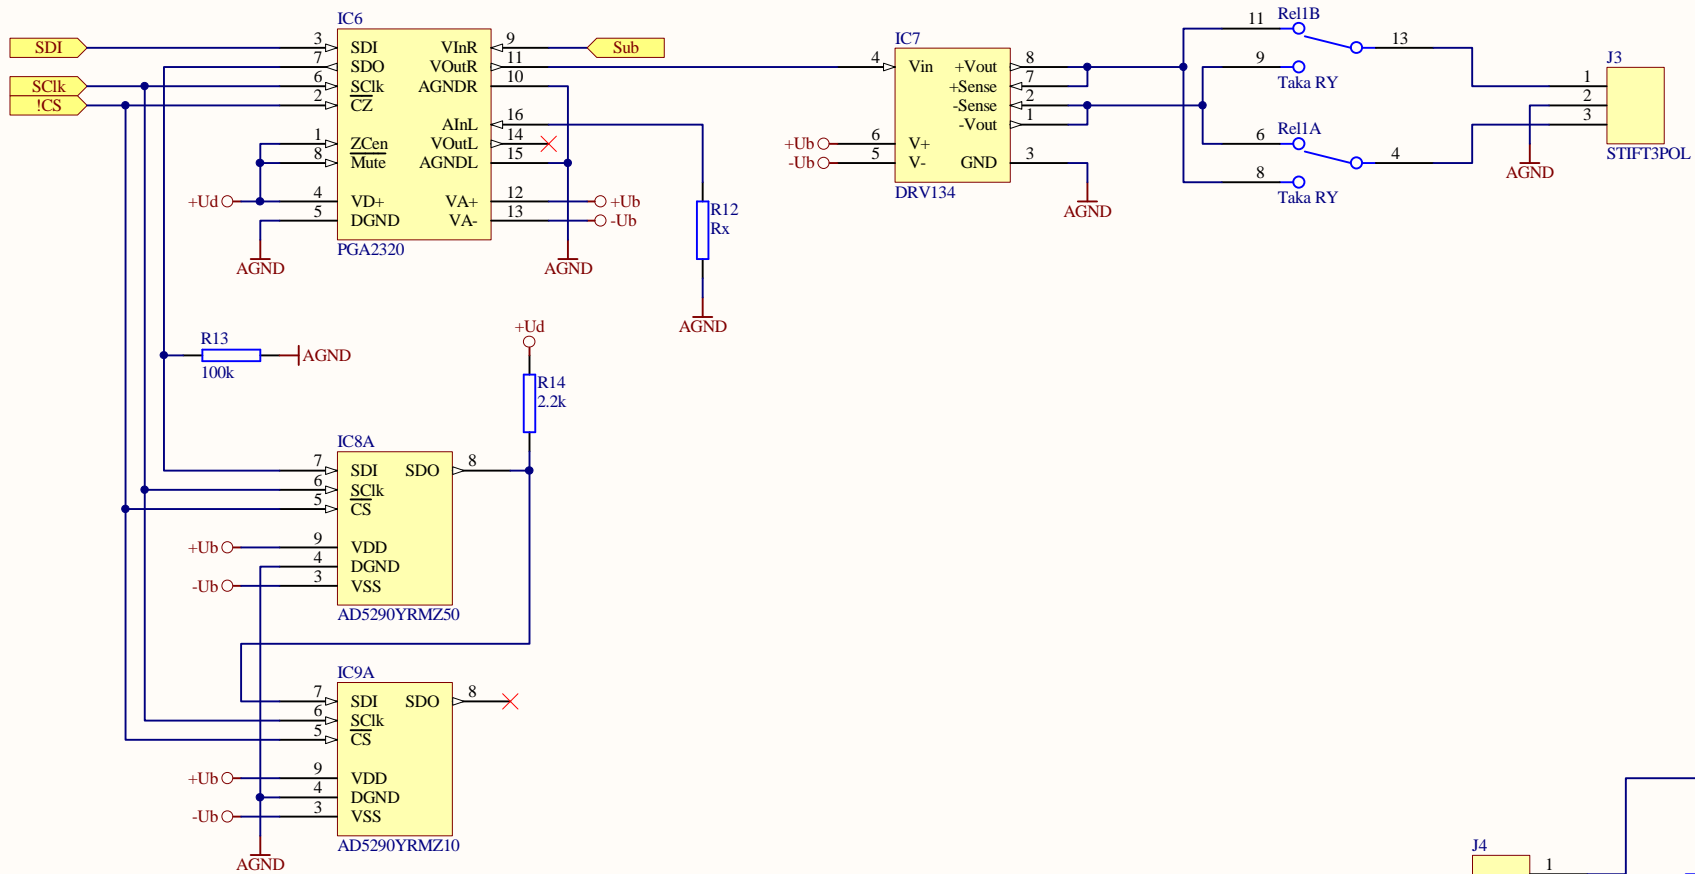 IC6
SDI
3 SDI VInR 9
Sub
7 SDO VOutR 11
SClk
6 SClk AGNDR 10
!CS
2 CZ
AInL 16
1 ZCen VOutL 14
8 Mute AGNDL 15
+Ud
4 VD+ VA+ 12
+Ub
5 DGND VA- 13
-Ub
PGA2320
AGND
AGND
R12
Rx
AGND
IC7
4 Vin +Vout 8
+Sense 7
-Sense 2
-Vout 1
+Ub
6 V+
-Ub
5 V- GND 3
DRV134
AGND
11 Rel1B
13
9
Taka RY
6 Rel1A
4
8
Taka RY
J3
1
2
3
STIFT3POL
AGND
R13
100k
AGND
+Ud
R14
2.2k
IC8A
7 SDI SDO 8
6 SClk
5 CS
+Ub
9 VDD
4 DGND
-Ub
3 VSS
AD5290YRMZ50
IC9A
7 SDI SDO 8
6 SClk
5 CS
+Ub
9 VDD
4 DGND
-Ub
3 VSS
AD5290YRMZ10
AGND
J4
1